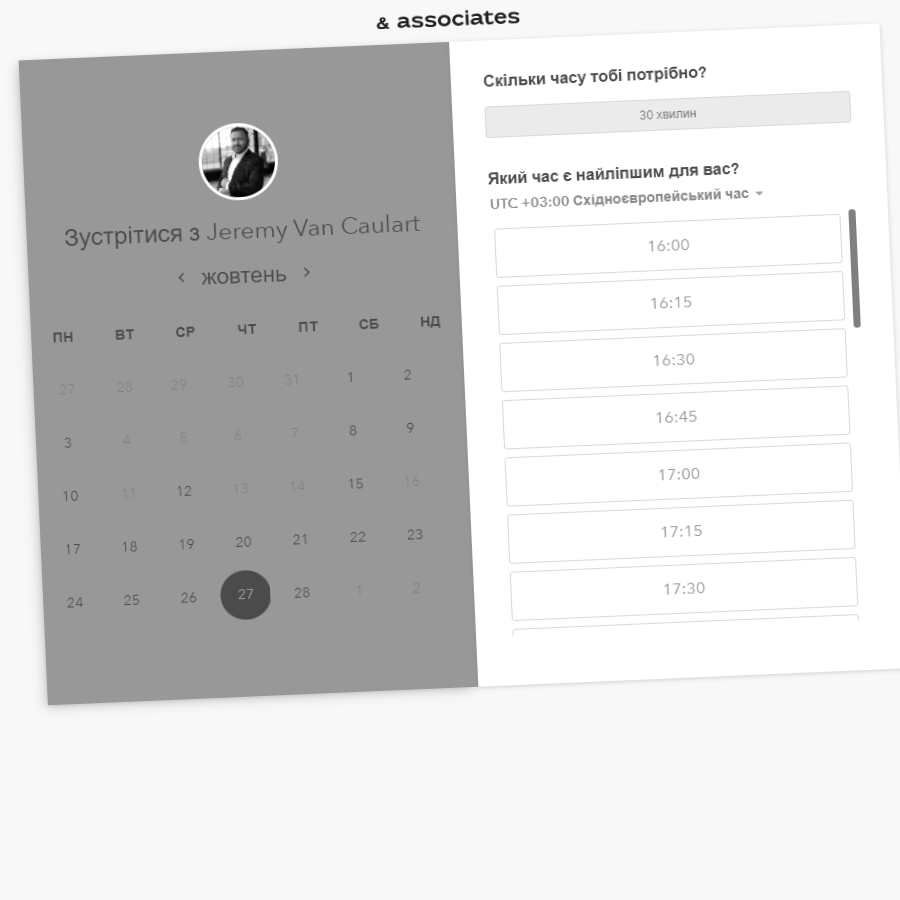 & associates
Зустрітися з Jeremy Van Caulart
жовтень
ПН ВТ СР ЧТ ПТ СБ НД
27 28 29 30 31 1 2
3 4 5 6 7 8 9
10 11 12 13 14 15 16
17 18 19 20 21 22 23
24 25 26 27 28 1 2
Скільки часу тобі потрібно?
30 хвилин
Який час є найліпшим для вас?
UTC +03:00 Східноєвропейський час
16:00
16:15
16:30
16:45
17:00
17:15
17:30